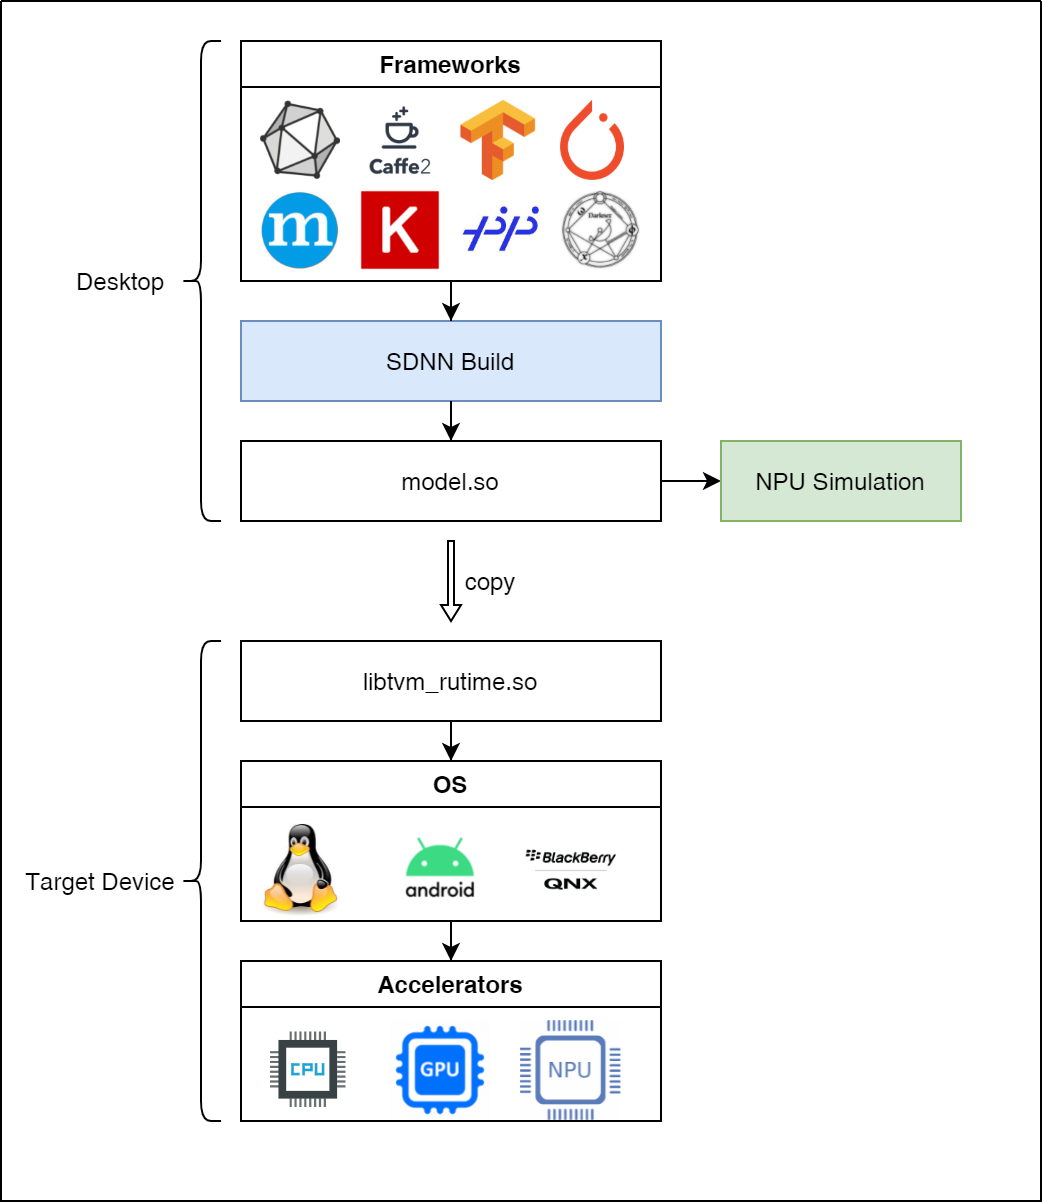 Frameworks
Caffe2
m
K
Darknet
Desktop
SDNN Build
model.so
NPU Simulation
copy
libtvm_rutime.so
OS
android
BlackBerry
QNX
Target Device
Accelerators
CPU
GPU
NPU